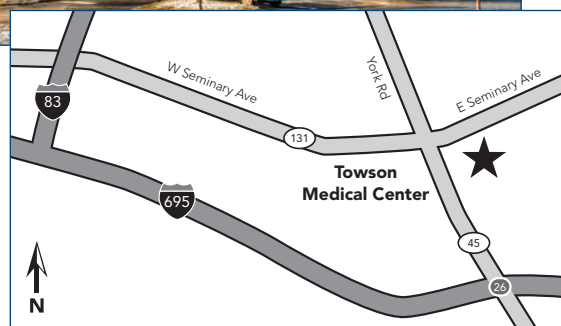 83
W Seminary Ave
York Rd
E Seminary Ave
131
Towson
Medical Center
695
45
26
N